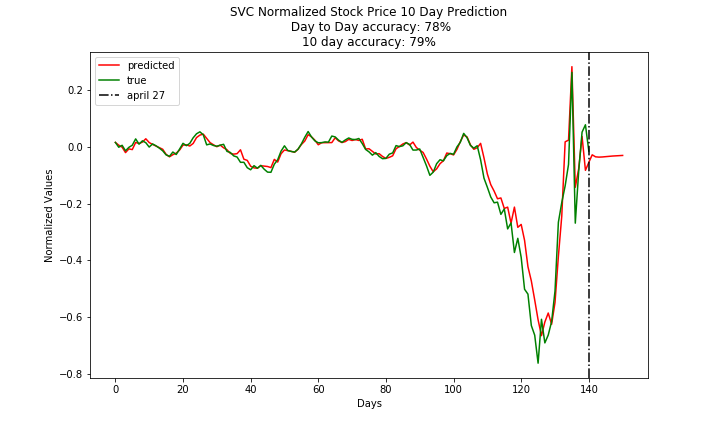 SVC Normalized Stock Price 10 Day Prediction
Day to Day accuracy: 78%
10 day accuracy: 79%
predicted
true
april 27
Normalized Values
0.2
0.0
−0.2
−0.4
−0.6
−0.8
0
20
40
60
80
100
120
140
Days